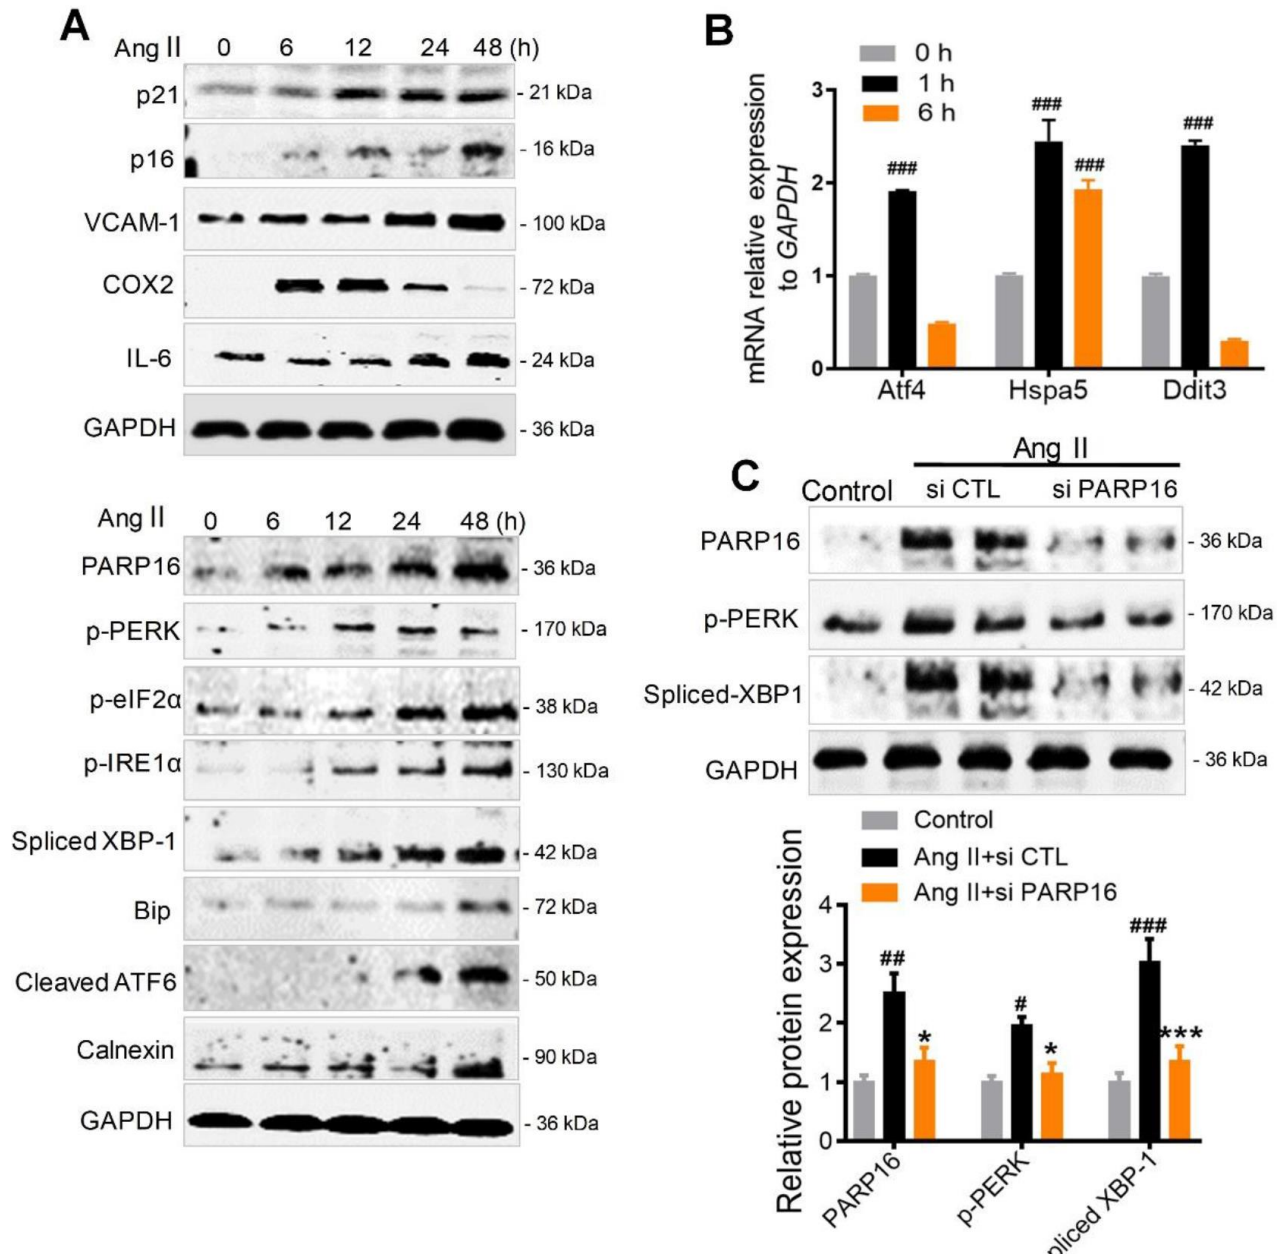 A
Ang II 0 6 12 24 48 (h)
p21 - 21 kDa
p16 - 16 kDa
VCAM-1 - 100 kDa
COX2 - 72 kDa
IL-6 - 24 kDa
GAPDH - 36 kDa
Ang II 0 6 12 24 48 (h)
PARP16 - 36 kDa
p-PERK - 170 kDa
p-eIF2α - 38 kDa
p-IRE1α - 130 kDa
Spliced XBP-1 - 42 kDa
Bip - 72 kDa
Cleaved ATF6 - 50 kDa
Calnexin - 90 kDa
GAPDH - 36 kDa
B
0 h
1 h
6 h
mRNA relative expression
to GAPDH
3
2
1
0
###
###
###
###
Atf4 Hspa5 Ddit3
C
Ang II
Control si CTL si PARP16
PARP16 - 36 kDa
p-PERK - 170 kDa
Spliced-XBP1 - 42 kDa
GAPDH - 36 kDa
Control
Ang II+si CTL
Ang II+si PARP16
Relative protein expression
4
3
2
1
0
##
*
#
*
###
***
PARP16
p-PERK
pliced XBP-1